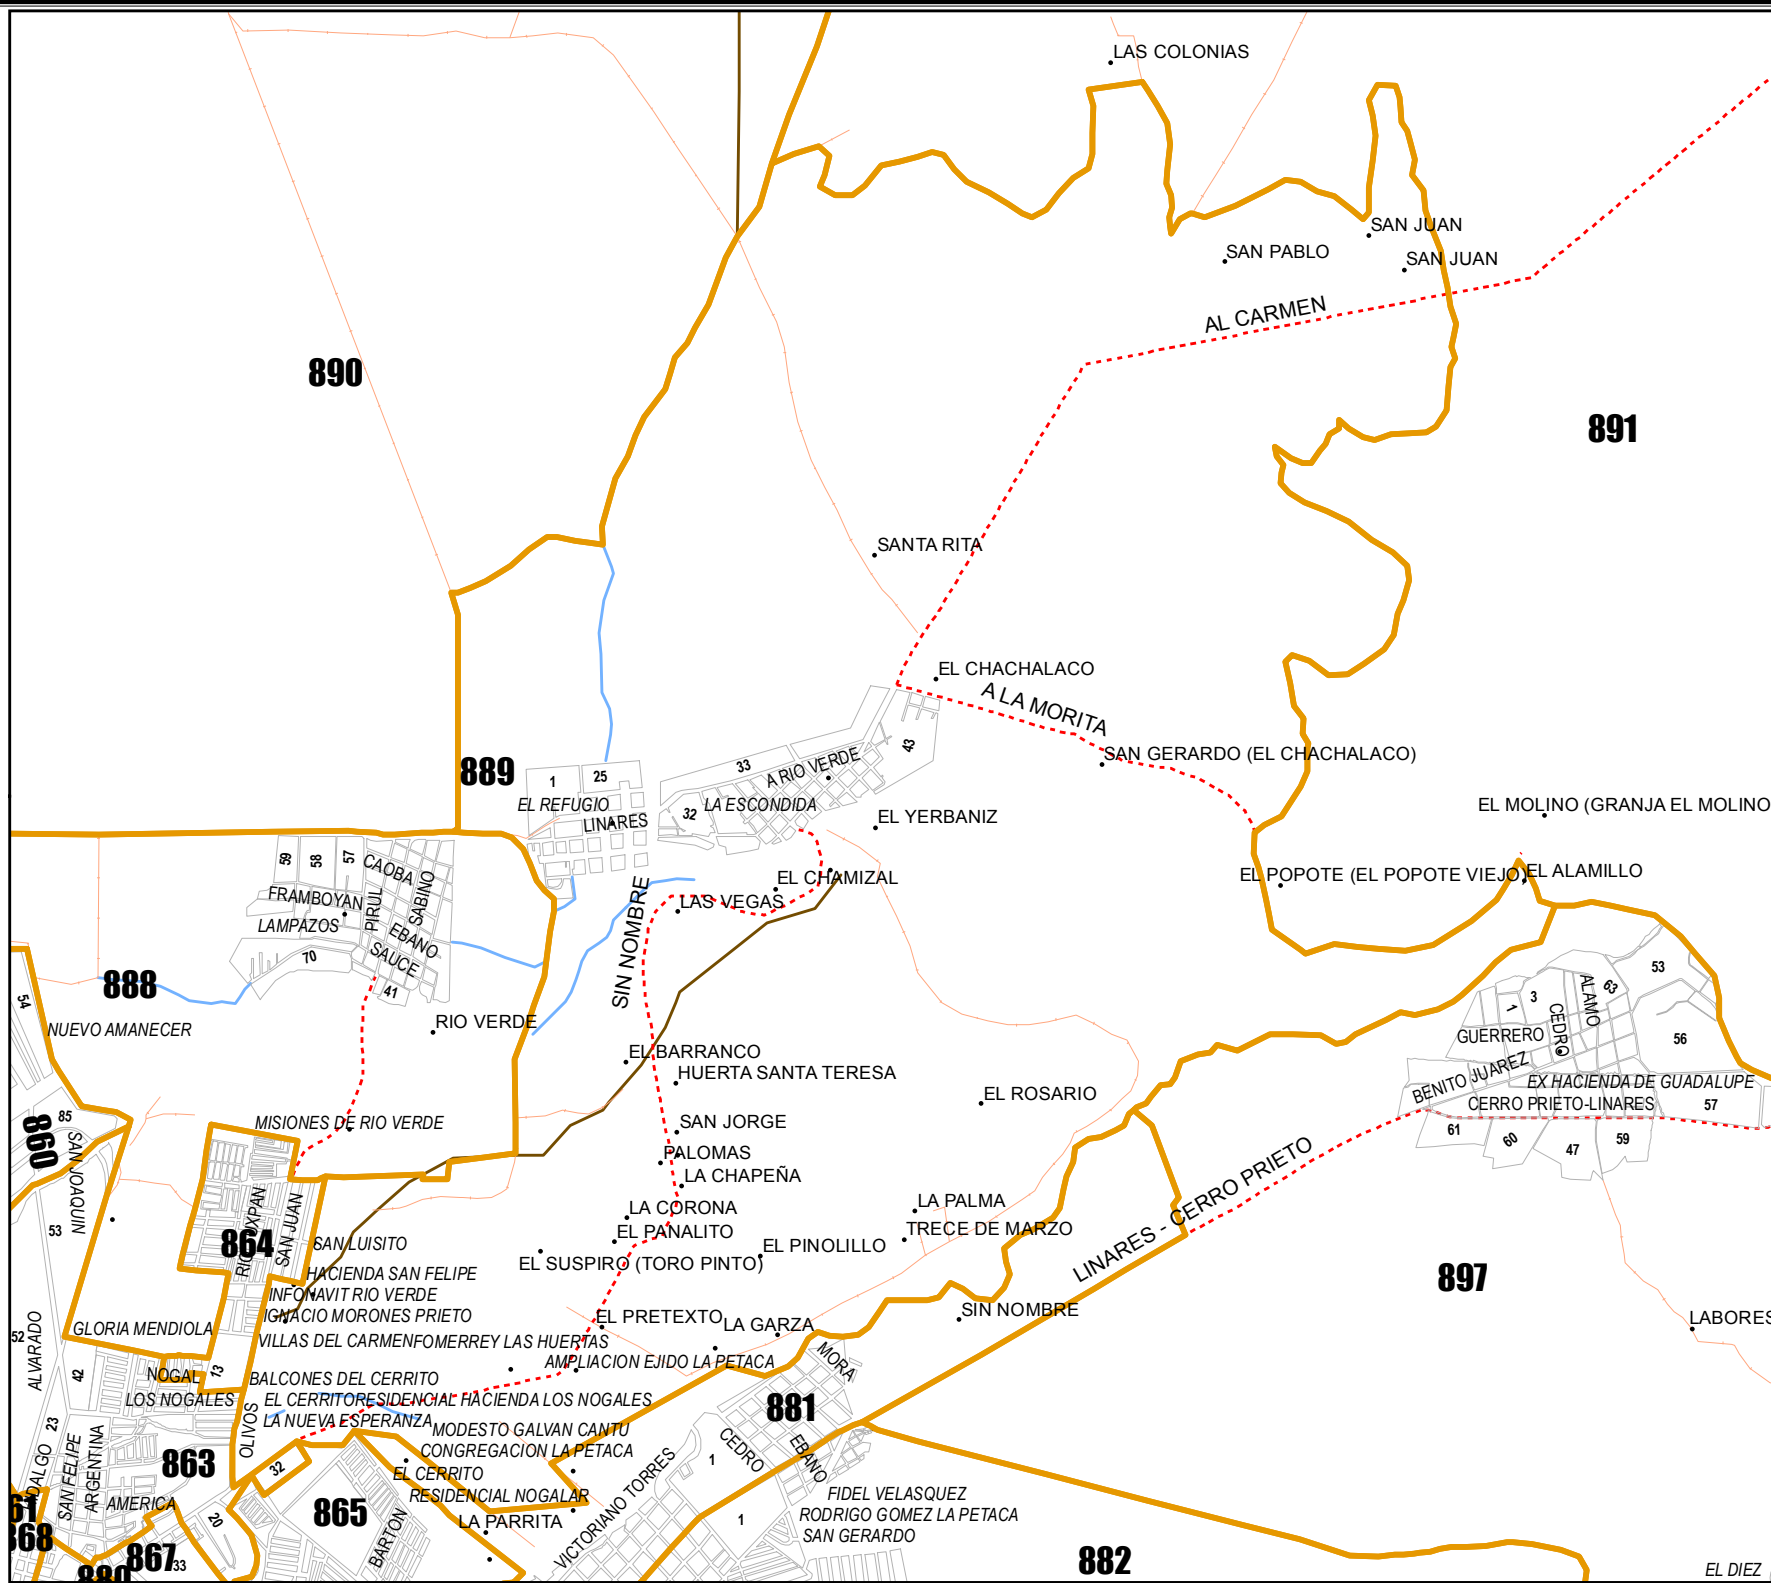 LAS COLONIAS
SAN JUAN
SAN PABLO
SAN JUAN
AL CARMEN
890
891
SANTA RITA
EL CHACHALACO
A LA MORITA
SAN GERARDO (EL CHACHALACO)
889
1
25
33
A RIO VERDE
43
EL REFUGIO
LINARES
32
LA ESCONDIDA
EL YERBANIZ
EL MOLINO (GRANJA EL MOLINO
59
58
57
CAOBA
FRAMBOYAN
PIRUL
SABINO
LAMPAZOS
EBANO
SAUCE
70
41
EL CHAMIZAL
LAS VEGAS
SIN NOMBRE
EL POPOTE (EL POPOTE VIEJO)
EL ALAMILLO
888
54
NUEVO AMANECER
RIO VERDE
53
63
3
1
ALAMO
CEDRO
GUERRERO
56
BENITO JUAREZ
EX HACIENDA DE GUADALUPE
CERRO PRIETO-LINARES
57
61
60
47
59
EL BARRANCO
HUERTA SANTA TERESA
EL ROSARIO
85
860
SAN JOAQUIN
MISIONES DE RIO VERDE
SAN JORGE
PALOMAS
LA CHAPEÑA
LA CORONA
EL PANALITO
LA PALMA
TRECE DE MARZO
EL PINOLILLO
EL SUSPIRO (TORO PINTO)
LINARES - CERRO PRIETO
897
53
864
RIO TUXPAN
SAN JUAN
SAN LUISITO
HACIENDA SAN FELIPE
INFONAVIT RIO VERDE
IGNACIO MORONES PRIETO
SIN NOMBRE
LABORES
52
ALVARADO
GLORIA MENDIOLA
VILLAS DEL CARMEN
FOMERREY LAS HUERTAS
EL PRETEXTO
LA GARZA
AMPLIACION EJIDO LA PETACA
MORA
42
NOGAL
13
BALCONES DEL CERRITO
LOS NOGALES
EL CERRITO
RESIDENCIAL HACIENDA LOS NOGALES
LA NUEVA ESPERANZA
881
23
OLIVOS
MODESTO GALVAN CANTU
CONGREGACION LA PETACA
CEDRO
EBANO
1
HIDALGO
SAN FELIPE
ARGENTINA
863
32
EL CERRITO
RESIDENCIAL NOGALAR
VICTORIANO TORRES
FIDEL VELASQUEZ
RODRIGO GOMEZ LA PETACA
SAN GERARDO
61
AMERICA
20
865
LA PARRITA
1
868
BARTON
867
33
880
882
EL DIEZ